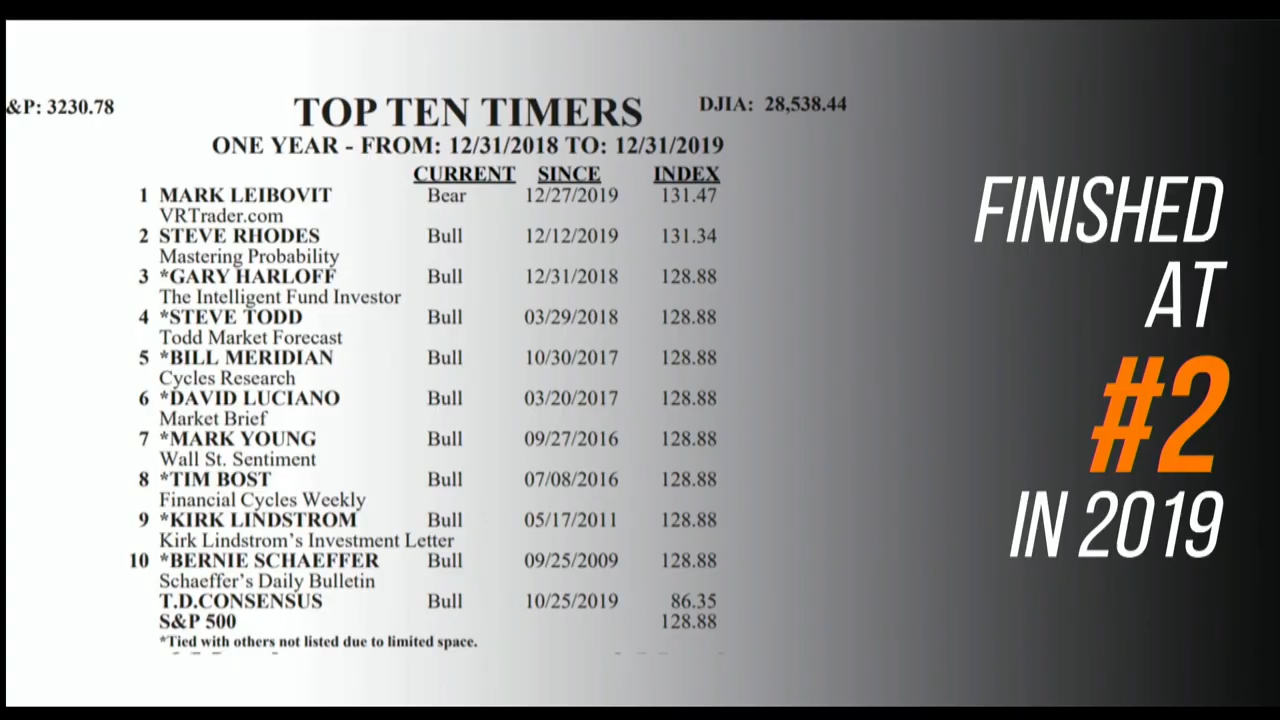 &P: 3230.78
TOP TEN TIMERS
DJIA: 28,538.44
ONE YEAR - FROM: 12/31/2018 TO: 12/31/2019
CURRENT SINCE INDEX
1 MARK LEIBOVIT Bear 12/27/2019 131.47
VRTrader.com
2 STEVE RHODES Bull 12/12/2019 131.34
Mastering Probability
3 *GARY HARLOFF Bull 12/31/2018 128.88
The Intelligent Fund Investor
4 *STEVE TODD Bull 03/29/2018 128.88
Todd Market Forecast
5 *BILL MERIDIAN Bull 10/30/2017 128.88
Cycles Research
6 *DAVID LUCIANO Bull 03/20/2017 128.88
Market Brief
7 *MARK YOUNG Bull 09/27/2016 128.88
Wall St. Sentiment
8 *TIM BOST Bull 07/08/2016 128.88
Financial Cycles Weekly
9 *KIRK LINDSTROM Bull 05/17/2011 128.88
Kirk Lindstrom's Investment Letter
10 *BERNIE SCHAEFFER Bull 09/25/2009 128.88
Schaeffer's Daily Bulletin
T.D.CONSENSUS Bull 10/25/2019 86.35
S&P 500 128.88
*Tied with others not listed due to limited space.
FINISHED
AT
#2
IN 2019